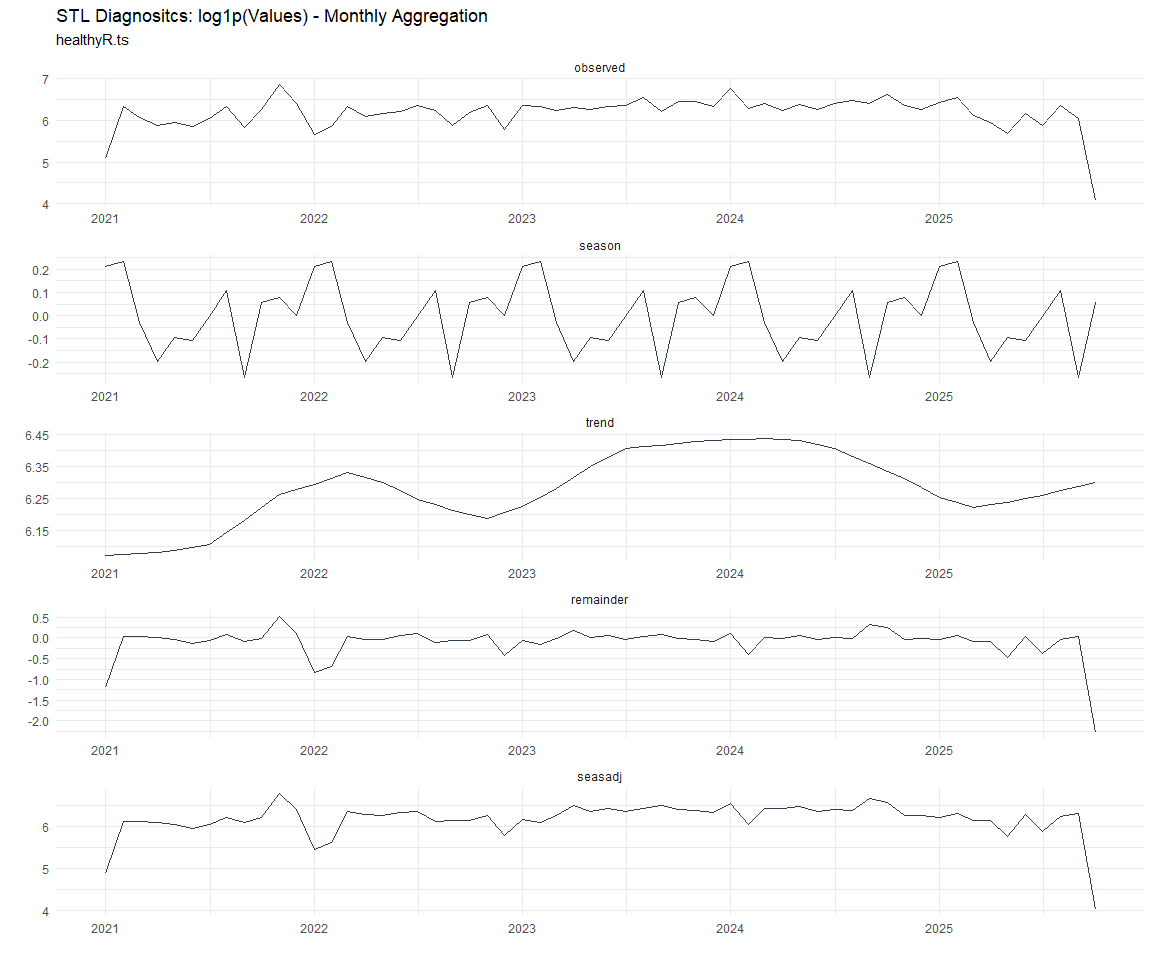 STL Diagnositcs: log1p(Values) - Monthly Aggregation
healthyR.ts
observed
7
6
5
4
2021 2022 2023 2024 2025
season
0.2
0.1
0.0
-0.1
-0.2
2021 2022 2023 2024 2025
trend
6.45
6.35
6.25
6.15
2021 2022 2023 2024 2025
remainder
0.5
0.0
-0.5
-1.0
-1.5
-2.0
2021 2022 2023 2024 2025
seasadj
6
5
4
2021 2022 2023 2024 2025